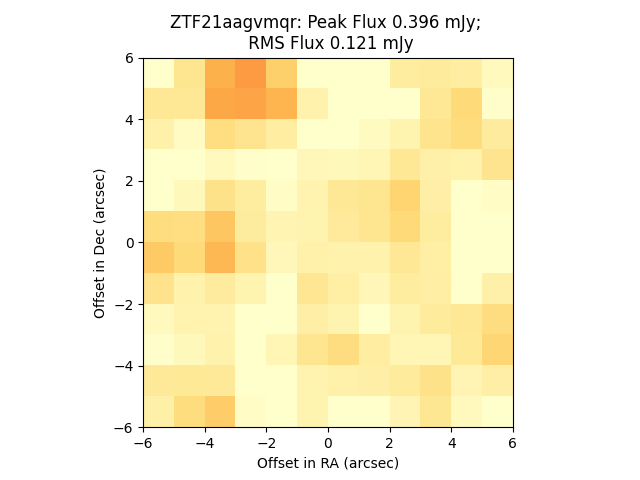 ZTF21aagvmqr: Peak Flux 0.396 mJy;
RMS Flux 0.121 mJy
6
4
2
0
−2
−4
−6
Offset in Dec (arcsec)
−6 −4 −2 0 2 4 6
Offset in RA (arcsec)